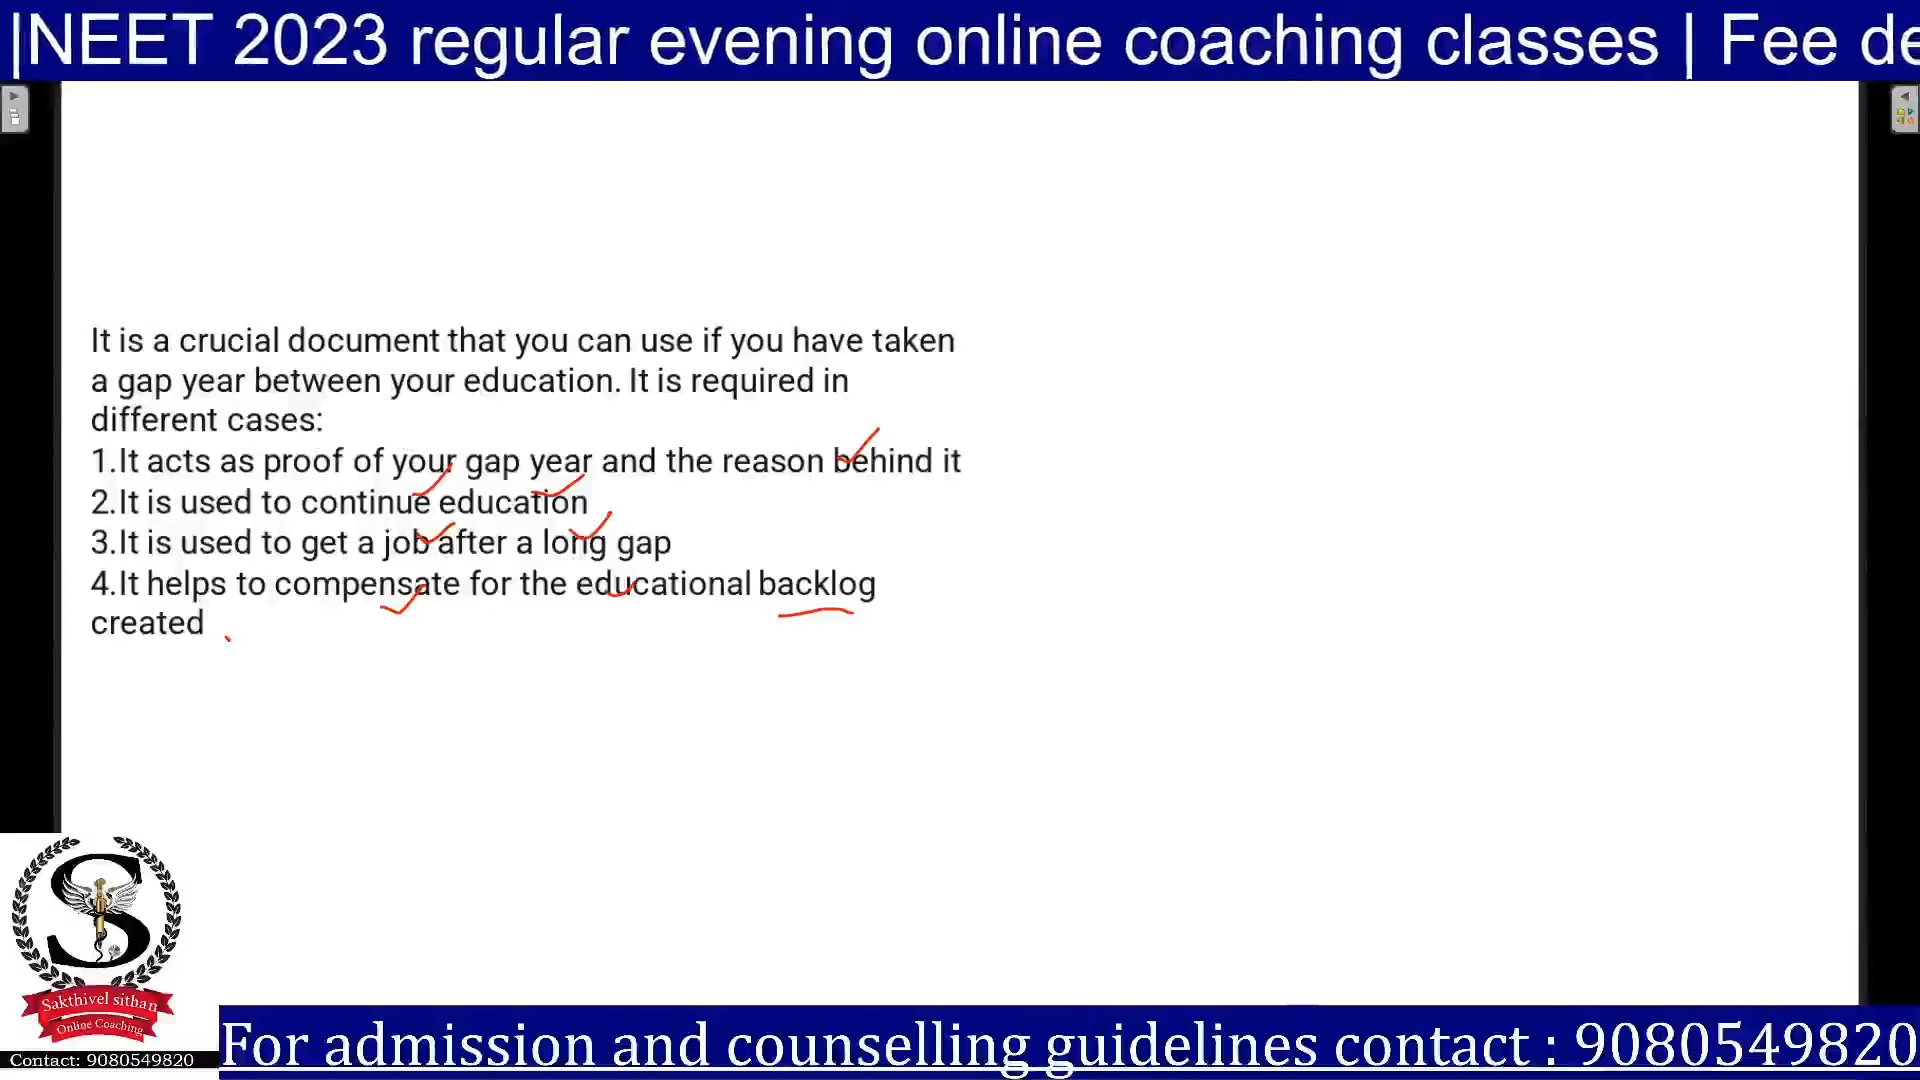 |NEET 2023 regular evening online coaching classes | Fee de
It is a crucial document that you can use if you have taken
a gap year between your education. It is required in
different cases:
1.It acts as proof of your gap year and the reason behind it
2.It is used to continue education
3.It is used to get a job after a long gap
4.It helps to compensate for the educational backlog
created
S
Sakthivel sithan
Online Coaching
Contact: 9080549820
For admission and counselling guidelines contact : 9080549820